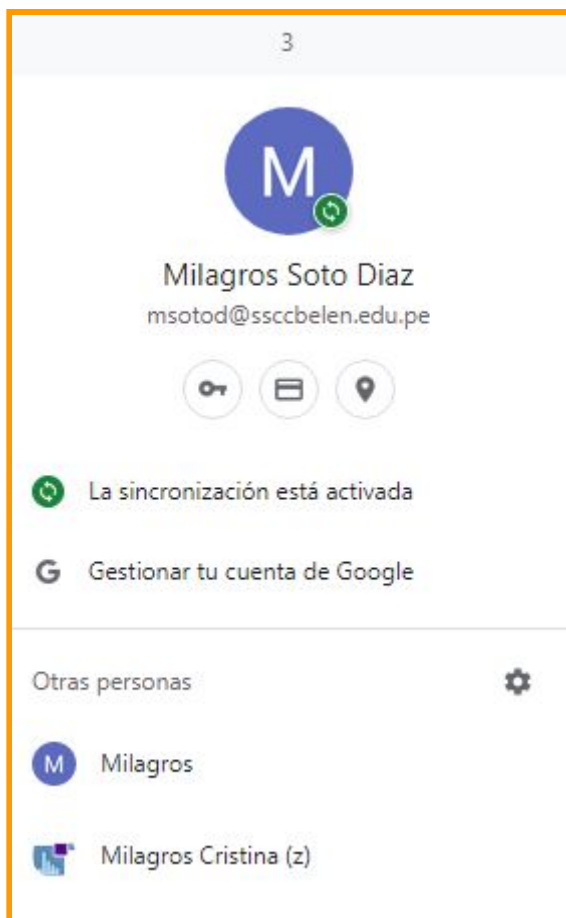 3
M
Milagros Soto Diaz
msotod@ssccbelen.edu.pe
La sincronización está activada
G Gestionar tu cuenta de Google
Otras personas
M Milagros
Milagros Cristina (z)